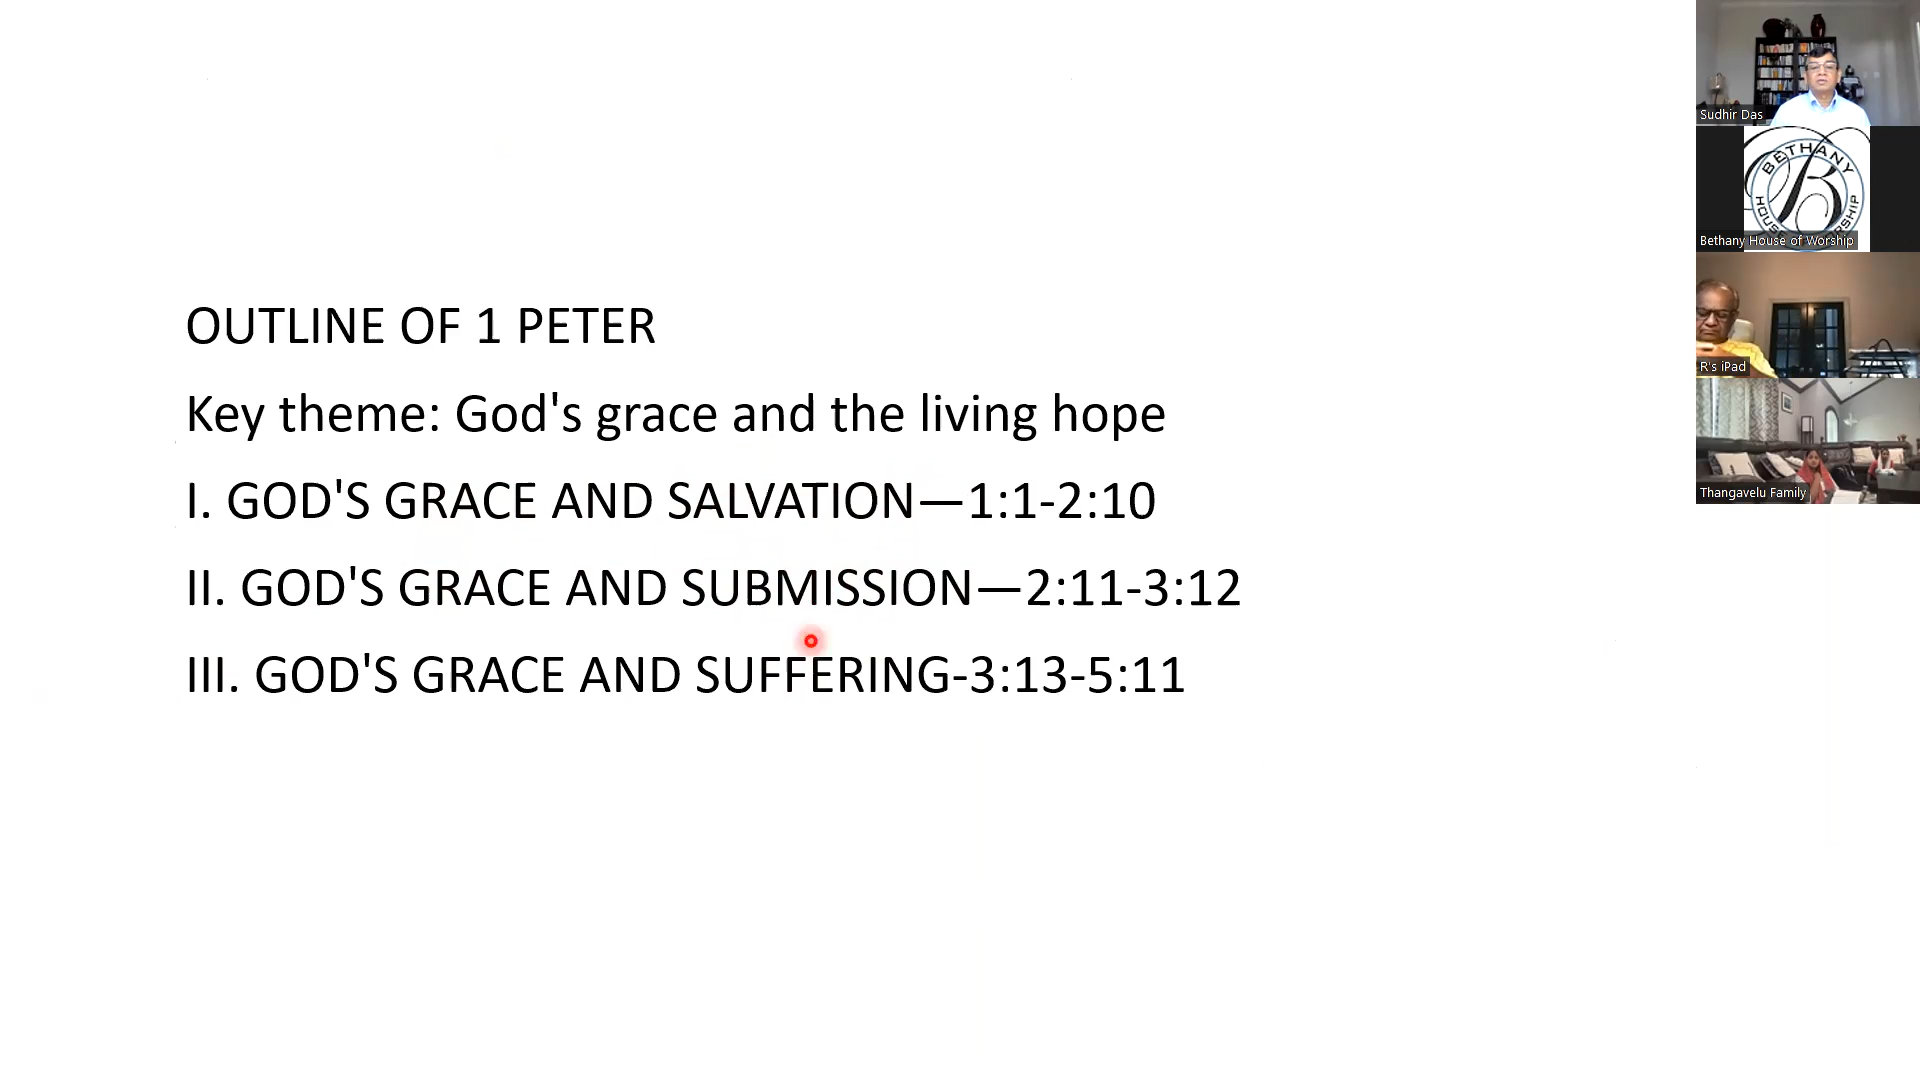 OUTLINE OF 1 PETER
Key theme: God's grace and the living hope
I. GOD'S GRACE AND SALVATION—1:1-2:10
II. GOD'S GRACE AND SUBMISSION—2:11-3:12
III. GOD'S GRACE AND SUFFERING-3:13-5:11
Sudhir Das
BETHANY
B
Bethany House of Worship
R's iPad
Thangavelu Family